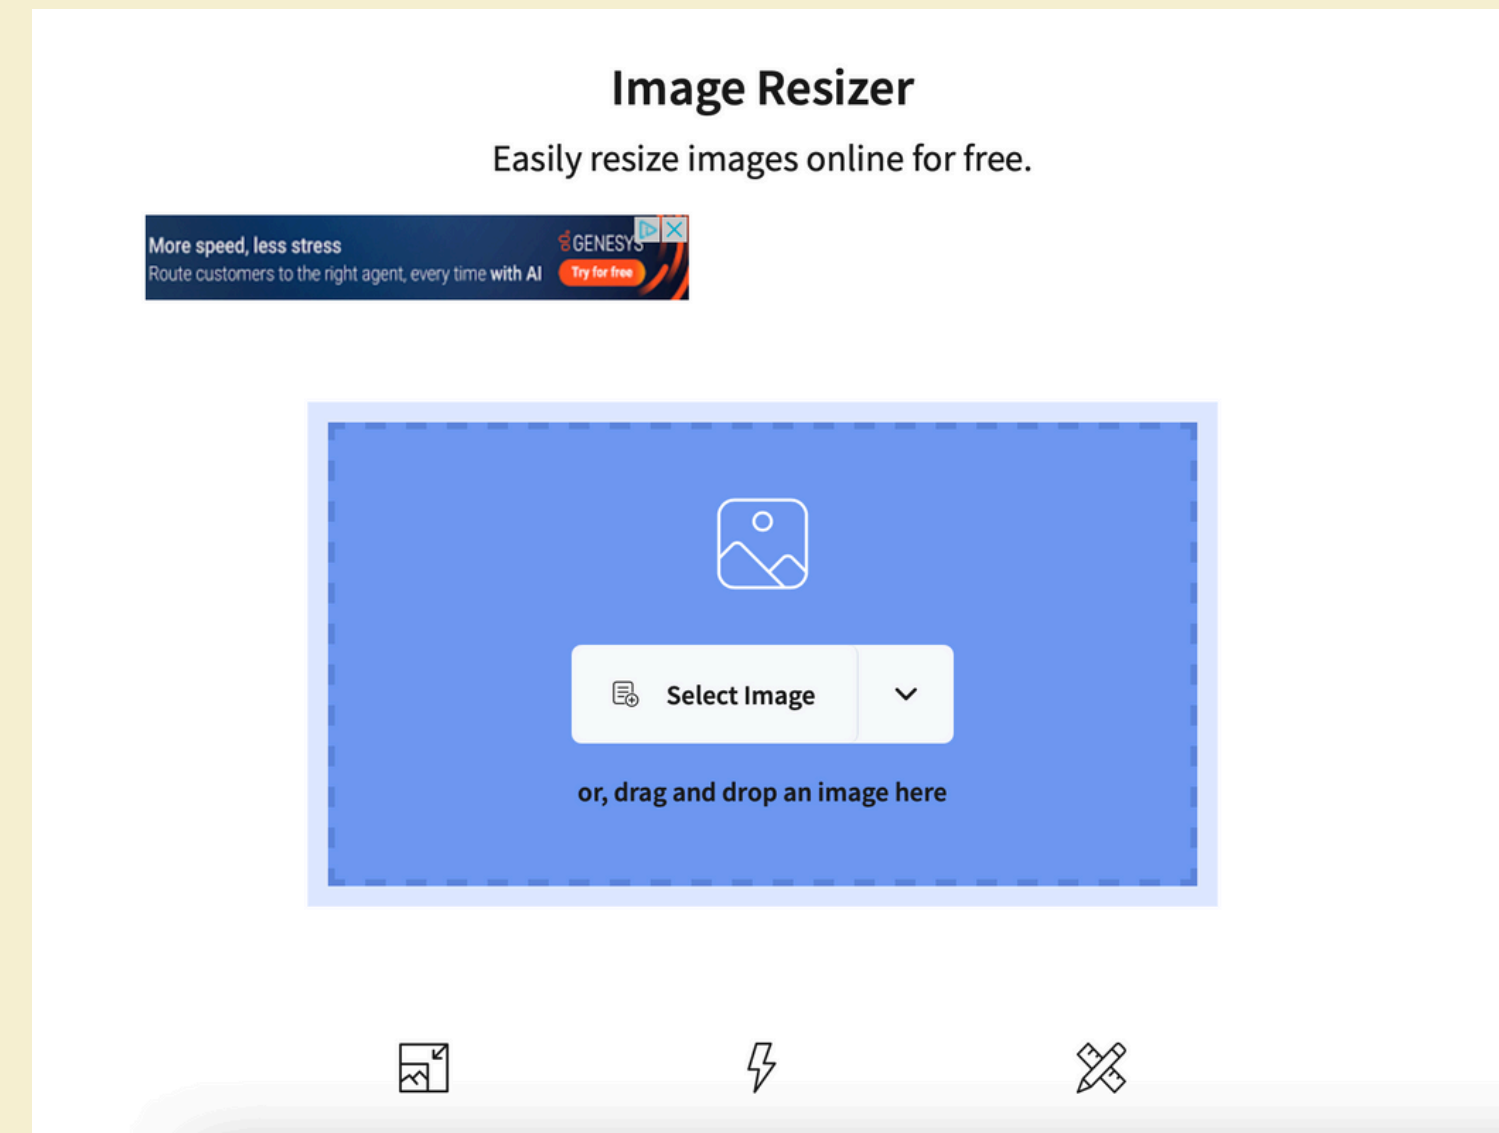 Image Resizer
Easily resize images online for free.
More speed, less stress
Route customers to the right agent, every time with AI
GENESYS
Try for free
Select Image
or, drag and drop an image here